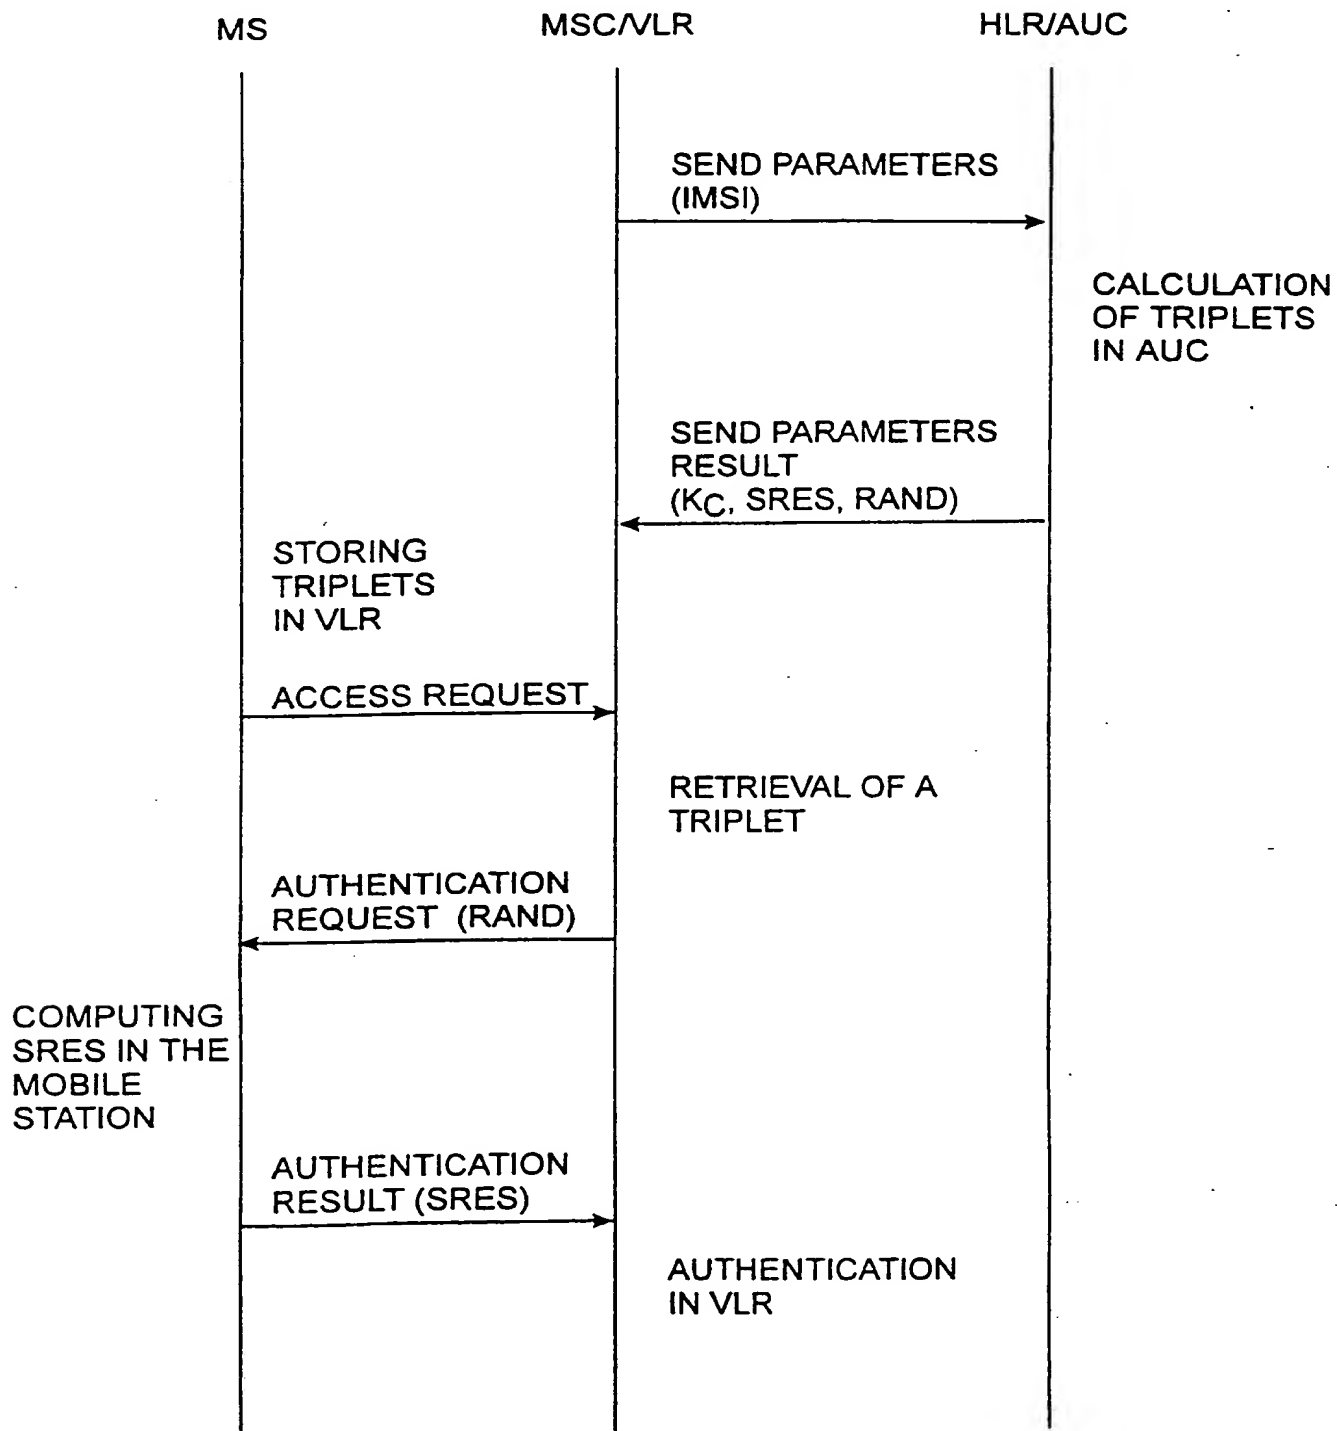 MS
MSC/VLR
HLR/AUC
SEND PARAMETERS
(IMSI)
CALCULATION
OF TRIPLETS
IN AUC
SEND PARAMETERS
RESULT
(KC, SRES, RAND)
STORING
TRIPLETS
IN VLR
ACCESS REQUEST
RETRIEVAL OF A
TRIPLET
AUTHENTICATION
REQUEST (RAND)
COMPUTING
SRES IN THE
MOBILE
STATION
AUTHENTICATION
RESULT (SRES)
AUTHENTICATION
IN VLR